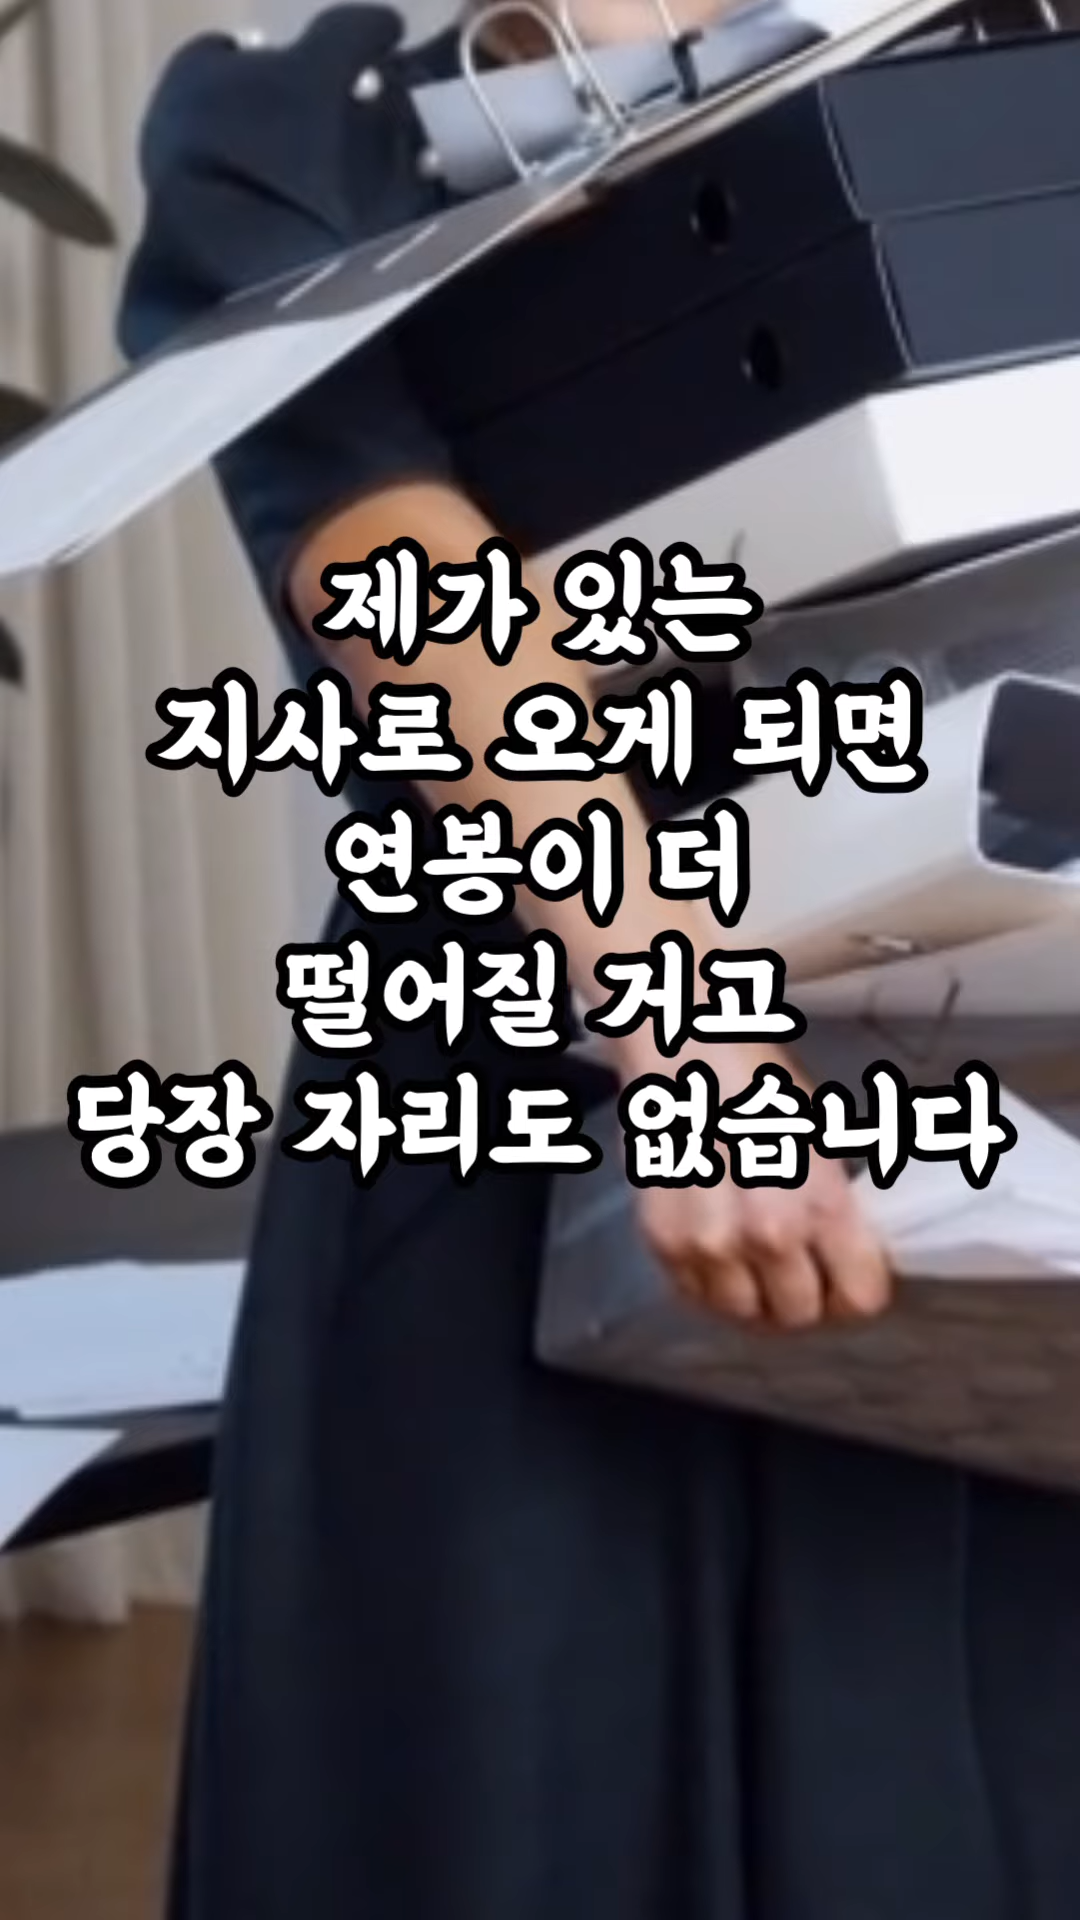 제가 있는
지사로 오게 되면
연봉이 더
떨어질 거고
당장 자리도 없습니다